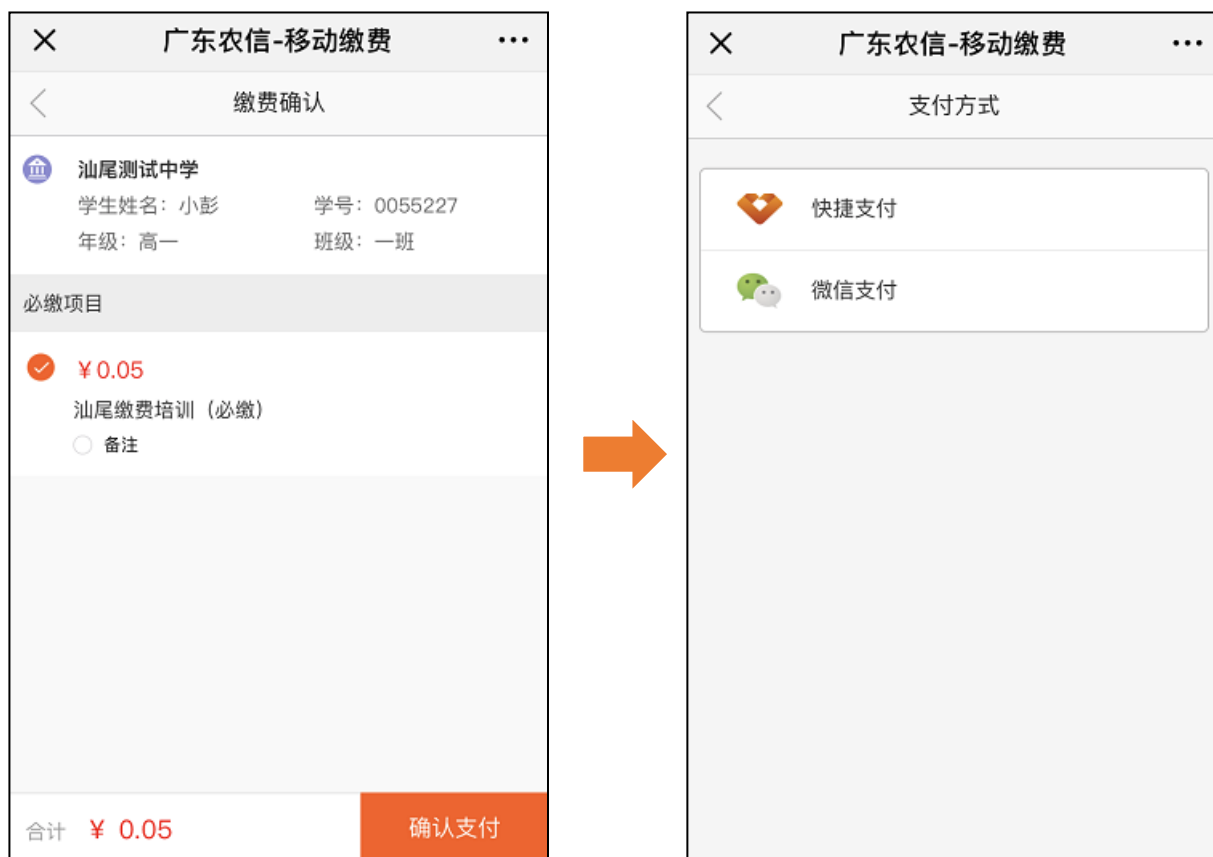 广东农信-移动缴费
缴费确认
汕尾测试中学
学生姓名：小彭 学号：0055227
年级：高一 班级：一班
必缴项目
¥0.05
汕尾缴费培训（必缴）
备注
合计 ¥ 0.05 确认支付
广东农信-移动缴费
支付方式
快捷支付
微信支付